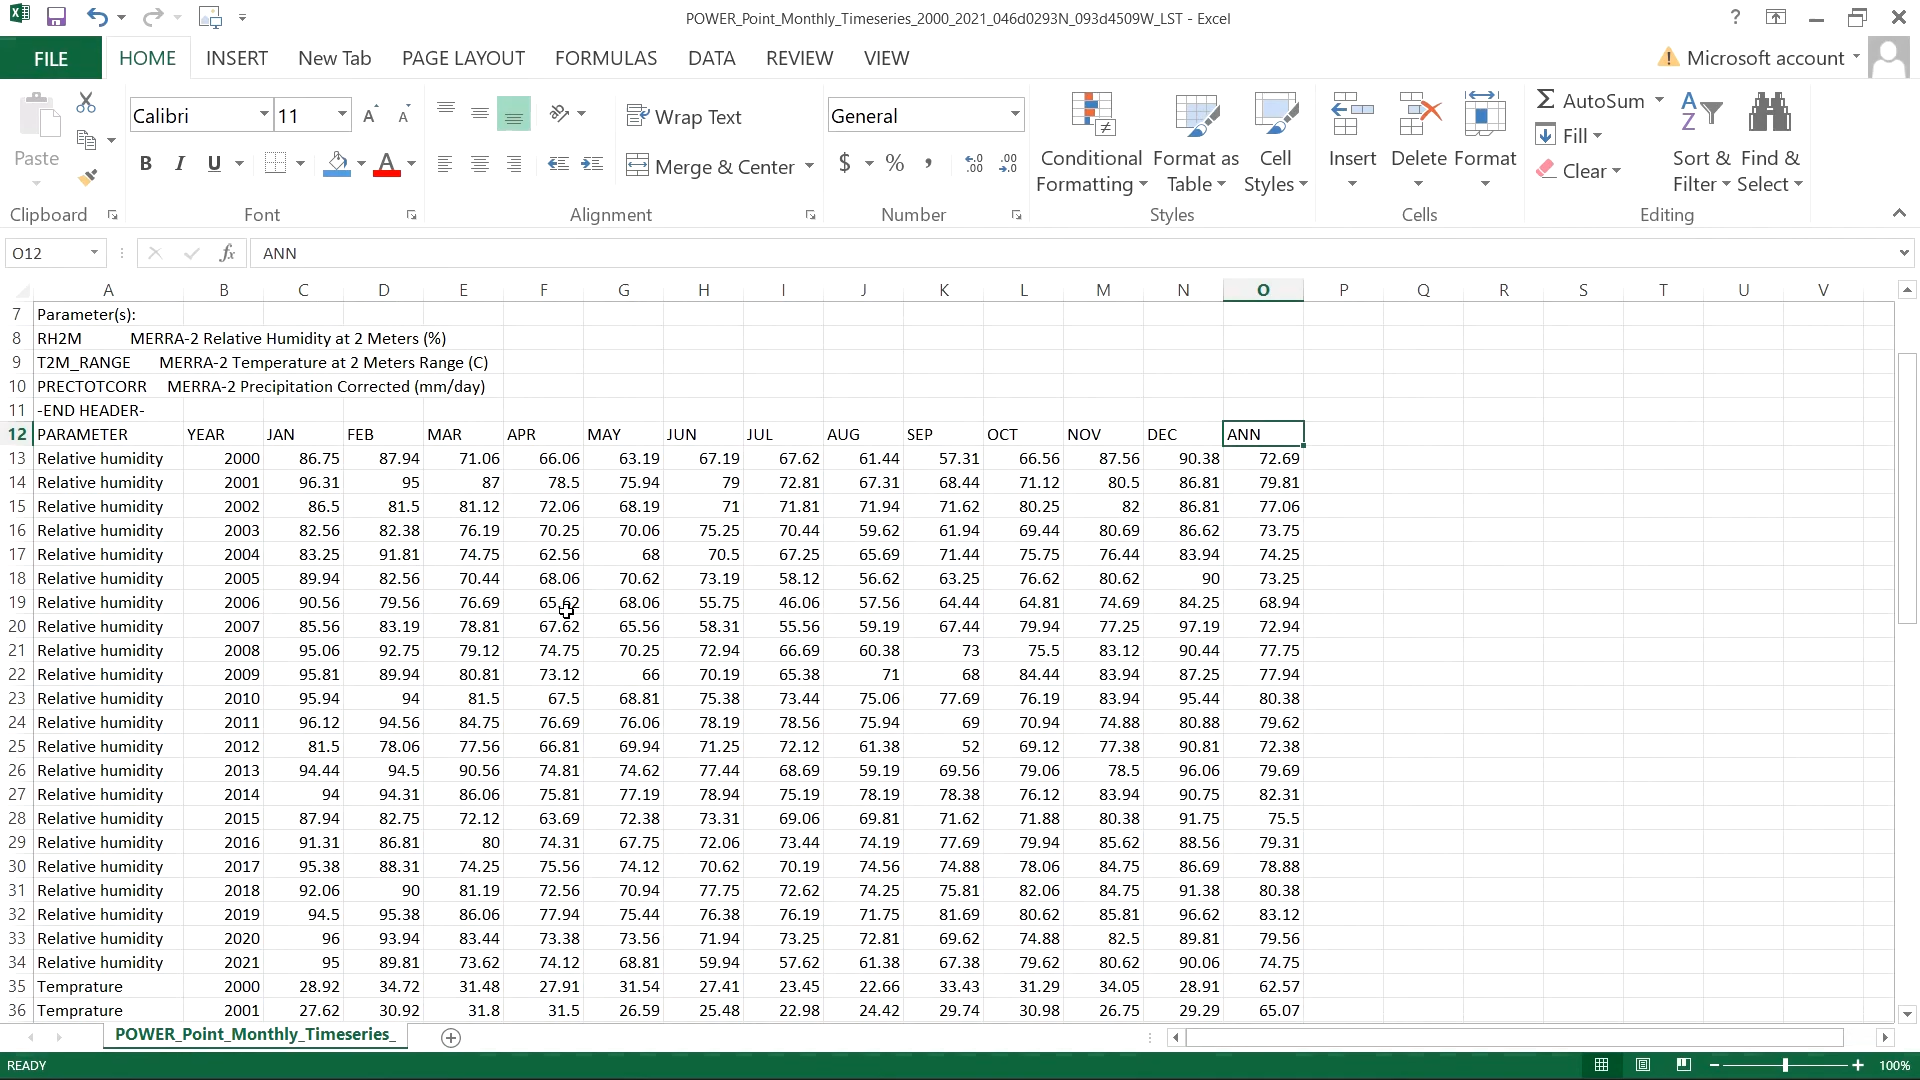 POWER_Point_Monthly_Timeseries_2000_2021_046d0293N_093d4509W_LST - Excel
?
FILE HOME INSERT New Tab PAGE LAYOUT FORMULAS DATA REVIEW VIEW Microsoft account
Paste
Calibri 11
B I U A
Wrap Text
Merge & Center
General
$ % , .00
Conditional Formatting
Format as Table
Cell Styles
Insert
Delete
Format
AutoSum
Fill
Clear
Sort & Filter
Find & Select
Clipboard Font Alignment Number Styles Cells Editing
O12 fx ANN
A B C D E F G H I J K L M N O P Q R S T U V
7 Parameter(s):
8 RH2M MERRA-2 Relative Humidity at 2 Meters (%)
9 T2M_RANGE MERRA-2 Temperature at 2 Meters Range (C)
10 PRECTOTCORR MERRA-2 Precipitation Corrected (mm/day)
11 -END HEADER-
12 PARAMETER YEAR JAN FEB MAR APR MAY JUN JUL AUG SEP OCT NOV DEC ANN
13 Relative humidity 2000 86.75 87.94 71.06 66.06 63.19 67.19 67.62 61.44 57.31 66.56 87.56 90.38 72.69
14 Relative humidity 2001 96.31 95 87 78.5 75.94 79 72.81 67.31 68.44 71.12 80.5 86.81 79.81
15 Relative humidity 2002 86.5 81.5 81.12 72.06 68.19 71 71.81 71.94 71.62 80.25 82 86.81 77.06
16 Relative humidity 2003 82.56 82.38 76.19 70.25 70.06 75.25 70.44 59.62 61.94 69.44 80.69 86.62 73.75
17 Relative humidity 2004 83.25 91.81 74.75 62.56 68 70.5 67.25 65.69 71.44 75.75 76.44 83.94 74.25
18 Relative humidity 2005 89.94 82.56 70.44 68.06 70.62 73.19 58.12 56.62 63.25 76.62 80.62 90 73.25
19 Relative humidity 2006 90.56 79.56 76.69 65.62 68.06 55.75 46.06 57.56 64.44 64.81 74.69 84.25 68.94
20 Relative humidity 2007 85.56 83.19 78.81 67.62 65.56 58.31 55.56 59.19 67.44 79.94 77.25 97.19 72.94
21 Relative humidity 2008 95.06 92.75 79.12 74.75 70.25 72.94 66.69 60.38 73 75.5 83.12 90.44 77.75
22 Relative humidity 2009 95.81 89.94 80.81 73.12 66 70.19 65.38 71 68 84.44 83.94 87.25 77.94
23 Relative humidity 2010 95.94 94 81.5 67.5 68.81 75.38 73.44 75.06 77.69 76.19 83.94 95.44 80.38
24 Relative humidity 2011 96.12 94.56 84.75 76.69 76.06 78.19 78.56 75.94 69 70.94 74.88 80.88 79.62
25 Relative humidity 2012 81.5 78.06 77.56 66.81 69.94 71.25 72.12 61.38 52 69.12 77.38 90.81 72.38
26 Relative humidity 2013 94.44 94.5 90.56 74.81 74.62 77.44 68.69 59.19 69.56 79.06 78.5 96.06 79.69
27 Relative humidity 2014 94 94.31 86.06 75.81 77.19 78.94 75.19 78.19 78.38 76.12 83.94 90.75 82.31
28 Relative humidity 2015 87.94 82.75 72.12 63.69 72.38 73.31 69.06 69.81 71.62 71.88 80.38 91.75 75.5
29 Relative humidity 2016 91.31 86.81 80 74.31 67.75 72.06 73.44 74.19 77.69 79.94 85.62 88.56 79.31
30 Relative humidity 2017 95.38 88.31 74.25 75.56 74.12 70.62 70.19 74.56 74.88 78.06 84.75 86.69 78.88
31 Relative humidity 2018 92.06 90 81.19 72.56 70.94 77.75 72.62 74.25 75.81 82.06 84.75 91.38 80.38
32 Relative humidity 2019 94.5 95.38 86.06 77.94 75.44 76.38 76.19 71.75 81.69 80.62 85.81 96.62 83.12
33 Relative humidity 2020 96 93.94 83.44 73.38 73.56 71.94 73.25 72.81 69.62 74.88 82.5 89.81 79.56
34 Relative humidity 2021 95 89.81 73.62 74.12 68.81 59.94 57.62 61.38 67.38 79.62 80.62 90.06 74.75
35 Temprature 2000 28.92 34.72 31.48 27.91 31.54 27.41 23.45 22.66 33.43 31.29 34.05 28.91 62.57
36 Temprature 2001 27.62 30.92 31.8 31.5 26.59 25.48 22.98 24.42 29.74 30.98 26.75 29.29 65.07
POWER_Point_Monthly_Timeseries_
READY 100%